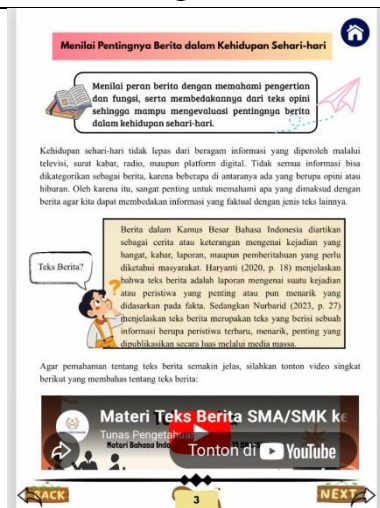 Menilai Pentingnya Berita dalam Kehidupan Sehari-hari
Menilai peran berita dengan memahami pengertian
dan fungsi, serta membedakannya dari teks opini
sehingga mampu mengevaluasi pentingnya berita
dalam kehidupan sehari-hari.
Kehidupan sehari-hari tidak lepas dari beragam informasi yang diperoleh malalui
televisi, surat kabar, radio, maupun platform digital. Tidak semua informasi bisa
dikategorikan sebagai berita, karena beberapa di antaranya ada yang berupa opini atau
hiburan. Oleh karena itu, sangat penting untuk memahami apa yang dimaksud dengan
berita agar kita dapat membedakan informasi yang faktual dengan jenis teks lainnya.
Teks Berita?
Berita dalam Kamus Besar Bahasa Indonesia diartikan
sebagai cerita atau keterangan mengenai kejadian yang
hangat, kabar, laporan, maupun pemberitahuan yang perlu
diketahui masyarakat. Haryanti (2020, p. 18) menjelaskan
bahwa teks berita adalah laporan mengenai suatu kejadian
atau peristiwa yang penting atau pun menarik yang
didasarkan pada fakta. Sedangkan Nurbarid (2023, p. 27)
menjelaskan teks berita merupakan teks yang berisi sebuah
informasi berupa peristiwa terbaru, menarik, penting yang
dipublikasikan secara luas melalui media massa.
Agar pemahaman tentang teks berita semakin jelas, silahkan tonton video singkat
berikut yang membahas tentang teks berita:
Materi Teks Berita SMA/SMK ke
Tunas Pengetahuan
Materi Bahasa Indo
Tonton di YouTube
BACK
3
NEXT